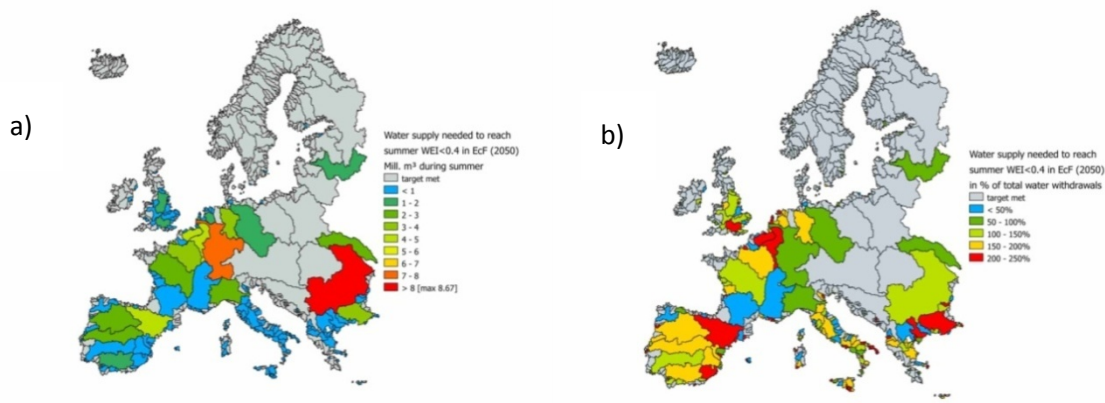 a)
Water supply needed to reach
summer WEI<0.4 in EcF (2050)
Mill. m³ during summer
target met
< 1
1 - 2
2 - 3
3 - 4
4 - 5
5 - 6
6 - 7
7 - 8
> 8 [max 8.67]
b)
Water supply needed to reach
summer WEI<0.4 in EcF (2050)
in % of total water withdrawals
target met
< 50%
50 - 100%
100 - 150%
150 - 200%
200 - 250%